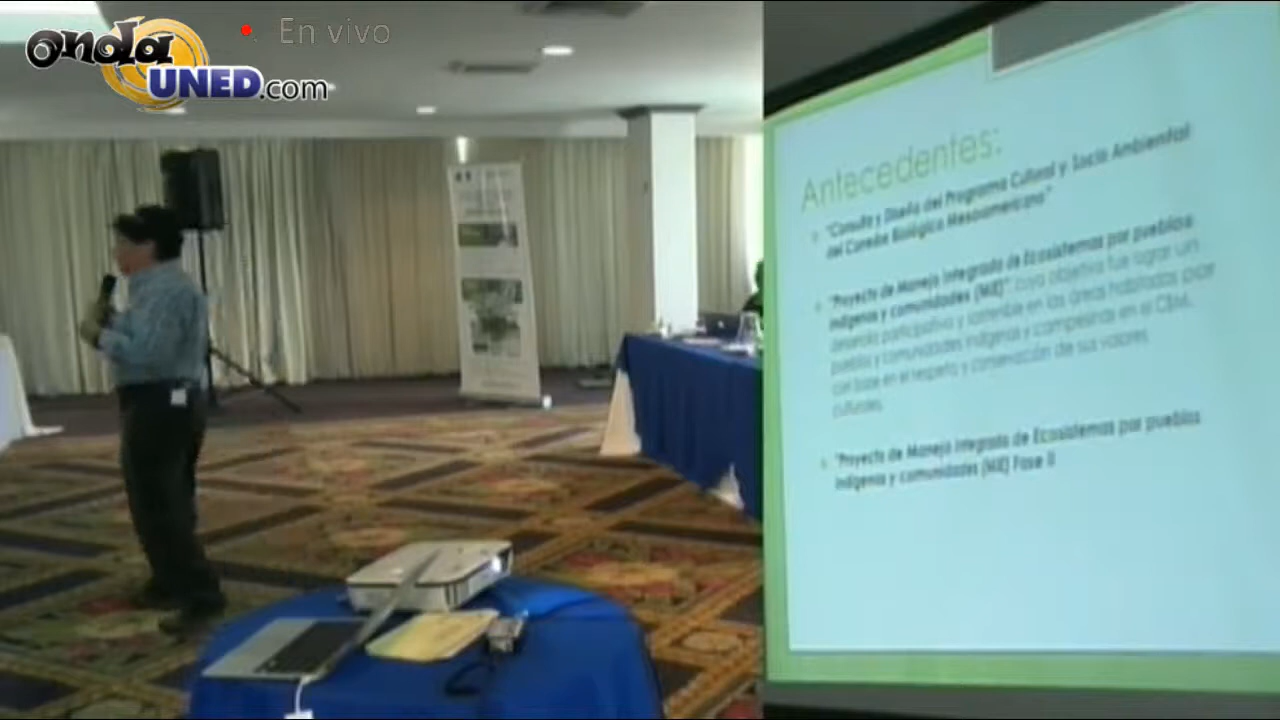 onda
UNED.com
En vivo
Antecedentes:
"Consulta y Diseño del Programa Cultural y Socio Ambiental
del Corredor Biológico Mesoamericano"
"Proyecto de Manejo Integrado de Ecosistemas por pueblos
indígenas y comunidades (MIE)", cuyo objetivo fue lograr un
desarrollo participativo y sostenible en las áreas habitadas por
pueblos y comunidades indígenas y campesinas en el CBM,
con base en el respeto y conservación de sus valores
culturales.
"Proyecto de Manejo Integrado de Ecosistemas por pueblos
indígenas y comunidades (MIE) Fase II